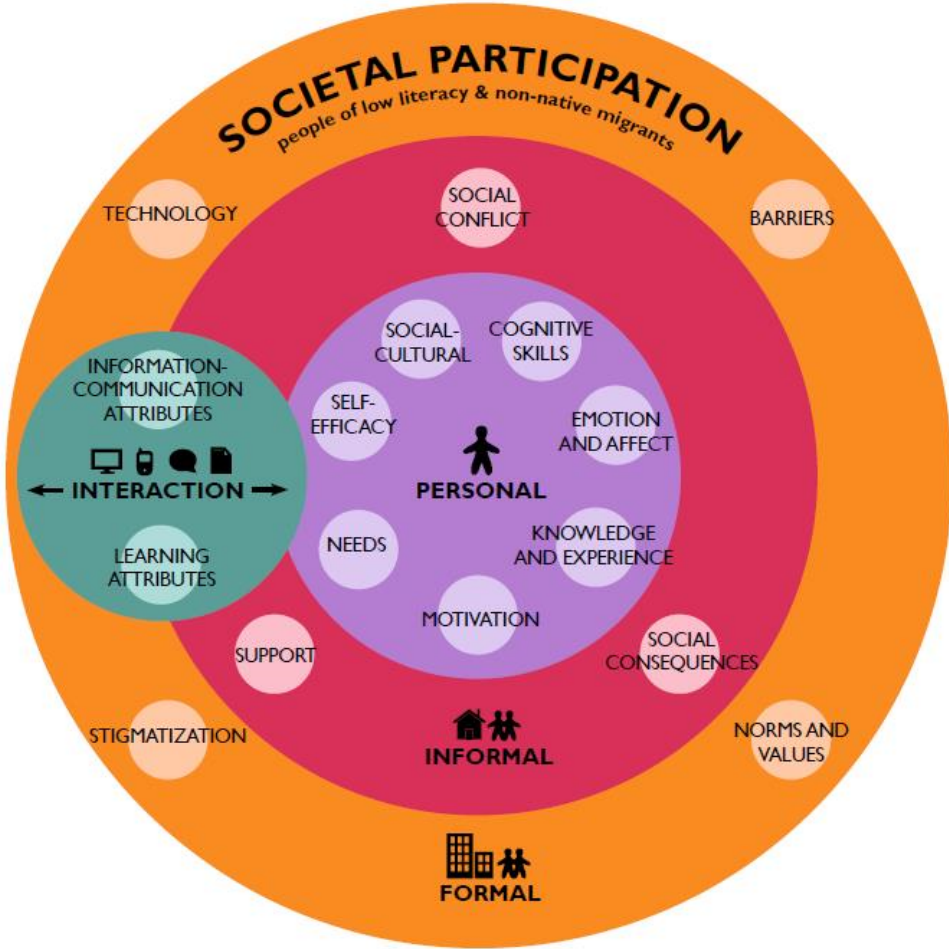 SOCIETAL PARTICIPATION
people of low literacy & non-native migrants
TECHNOLOGY
SOCIAL
CONFLICT
BARRIERS
SOCIAL-
CULTURAL
COGNITIVE
SKILLS
INFORMATION-
COMMUNICATION
ATTRIBUTES
SELF-
EFFICACY
EMOTION
AND AFFECT
INTERACTION
PERSONAL
LEARNING
ATTRIBUTES
NEEDS
KNOWLEDGE
AND EXPERIENCE
MOTIVATION
SUPPORT
SOCIAL
CONSEQUENCES
STIGMATIZATION
INFORMAL
NORMS AND
VALUES
FORMAL